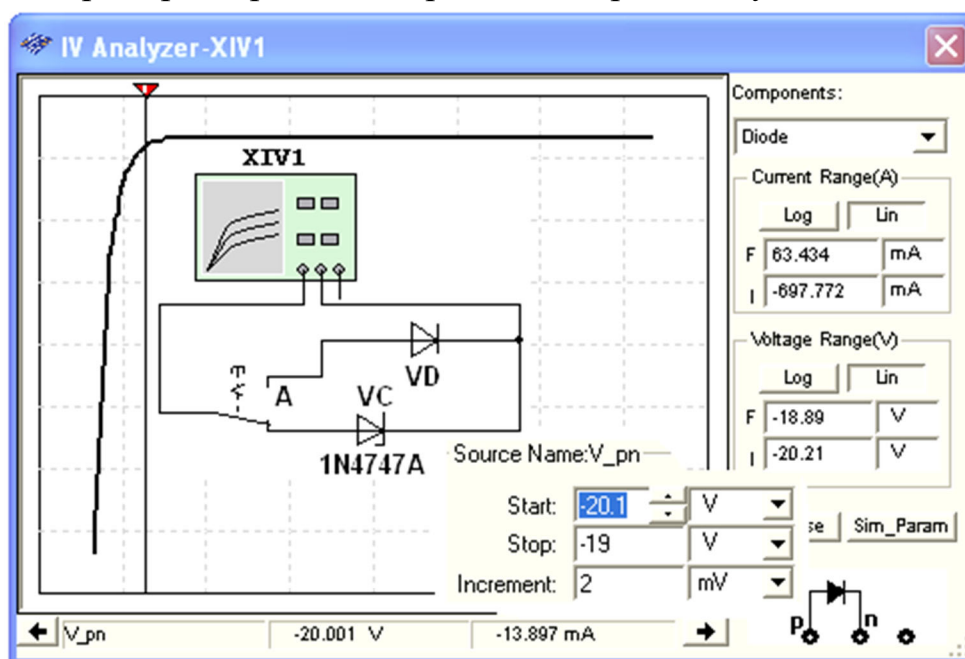 IV Analyzer-XIV1
Components:
Diode
XIV1
Current Range(A)
Log Lin
F 63.434 mA
I -697.772 mA
Voltage Range(V)
Log Lin
F -18.89 V
I -20.21 V
VD
A
VC
1N4747A
Source Name:V_pn
Start: -20.1 V
Stop: -19 V
Increment: 2 mV
se Sim_Param
p n
V_pn -20.001 V -13.897 mA